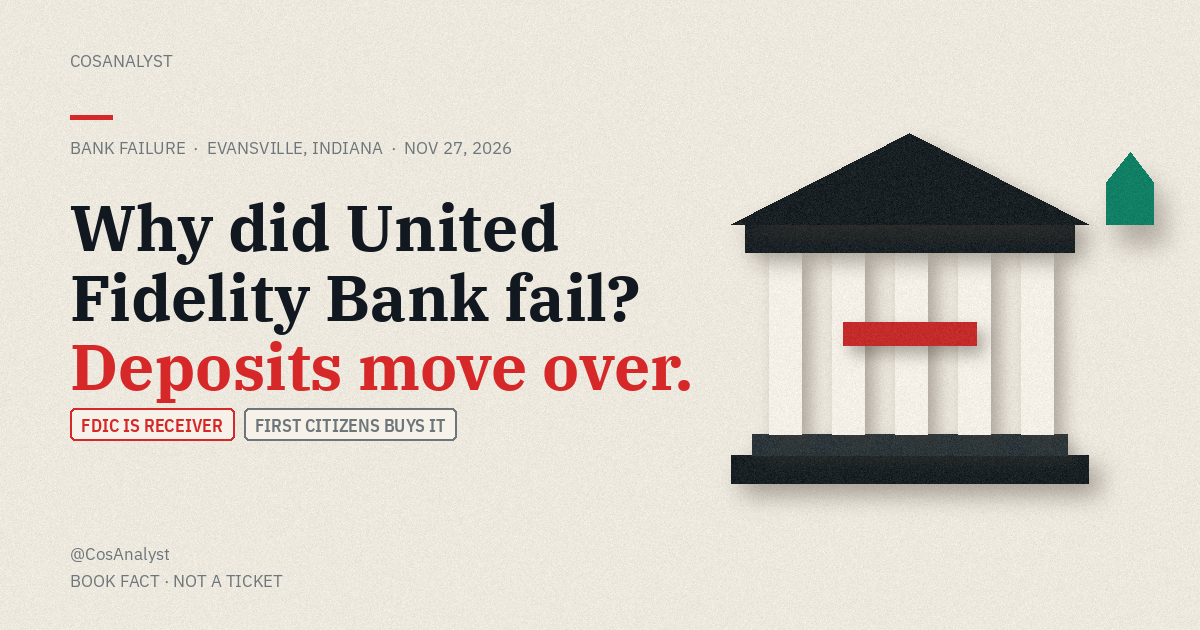 COSANALYST
BANK FAILURE · EVANSVILLE, INDIANA · NOV 27, 2026
Why did United
Fidelity Bank fail?
Deposits move over.
FDIC IS RECEIVER FIRST CITIZENS BUYS IT
@CosAnalyst
BOOK FACT · NOT A TICKET